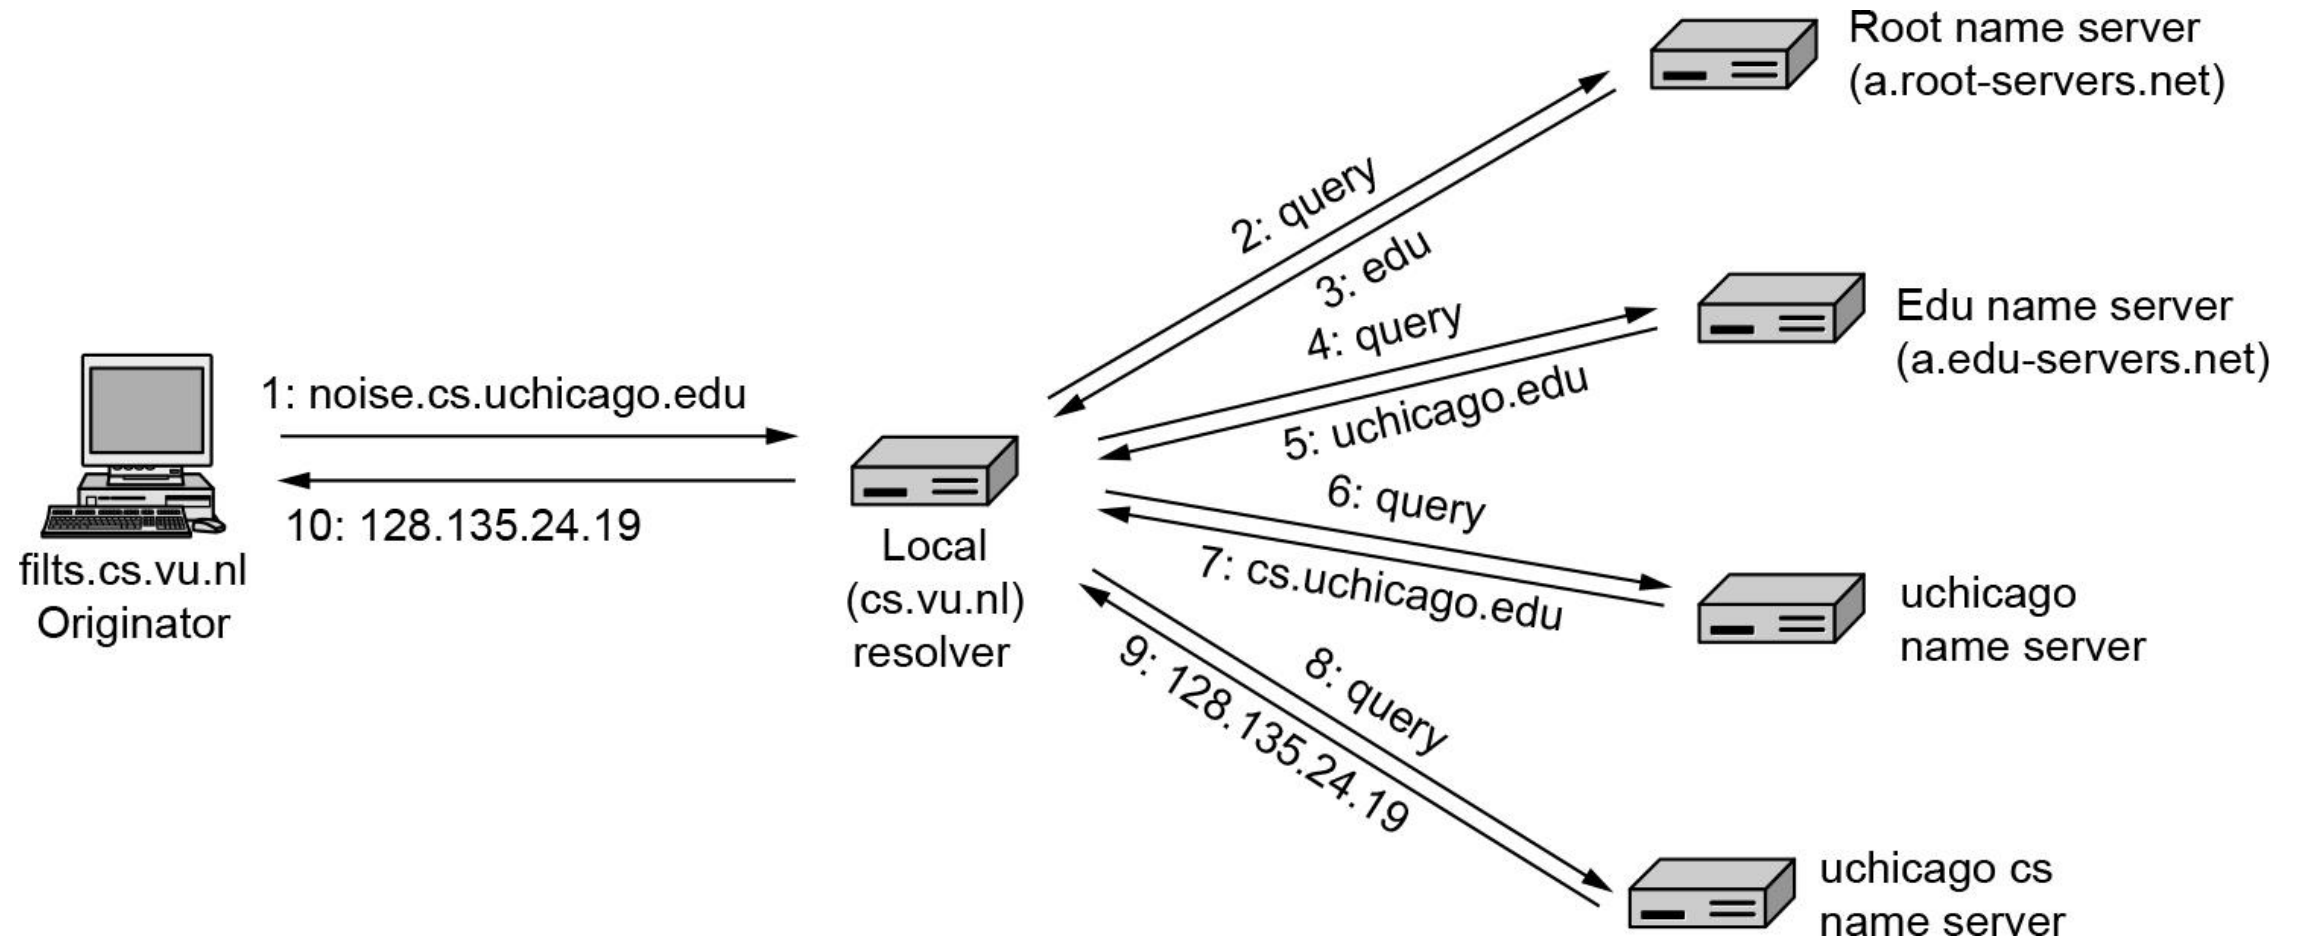 Root name server
(a.root-servers.net)
2: query
3: edu
4: query
Edu name server
(a.edu-servers.net)
5: uchicago.edu
1: noise.cs.uchicago.edu
10: 128.135.24.19
filts.cs.vu.nl
Originator
Local
(cs.vu.nl)
resolver
6: query
7: cs.uchicago.edu
uchicago
name server
8: query
9: 128.135.24.19
uchicago cs
name server